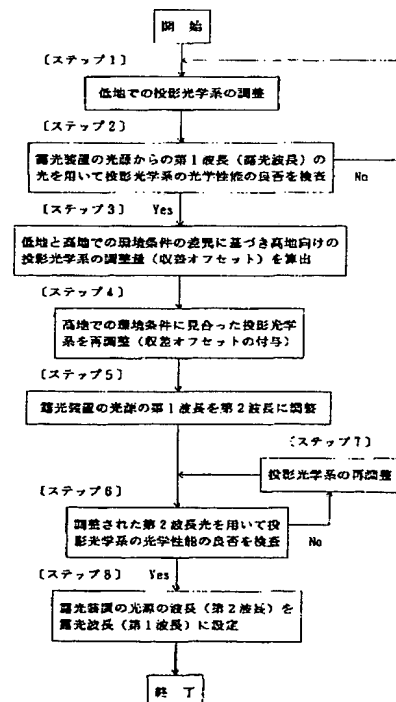 開 始
〔ステップ1〕
低地での投影光学系の調整
〔ステップ2〕
露光装置の光源からの第1波長（露光波長）の
光を用いて投影光学系の光学性能の良否を検査
No
〔ステップ3〕 Yes
低地と高地での環境条件の差異に基づき高地向けの
投影光学系の調整量（収差オフセット）を算出
〔ステップ4〕
高地での環境条件に見合った投影光学
系を再調整（収差オフセットの付与）
〔ステップ5〕
露光装置の光源の第1波長を第2波長に調整
〔ステップ7〕
投影光学系の再調整
〔ステップ6〕
調整された第2波長光を用いて投
影光学系の光学性能の良否を検査
No
〔ステップ8〕 Yes
露光装置の光源の波長（第2波長）を
露光波長（第1波長）に設定
終 了